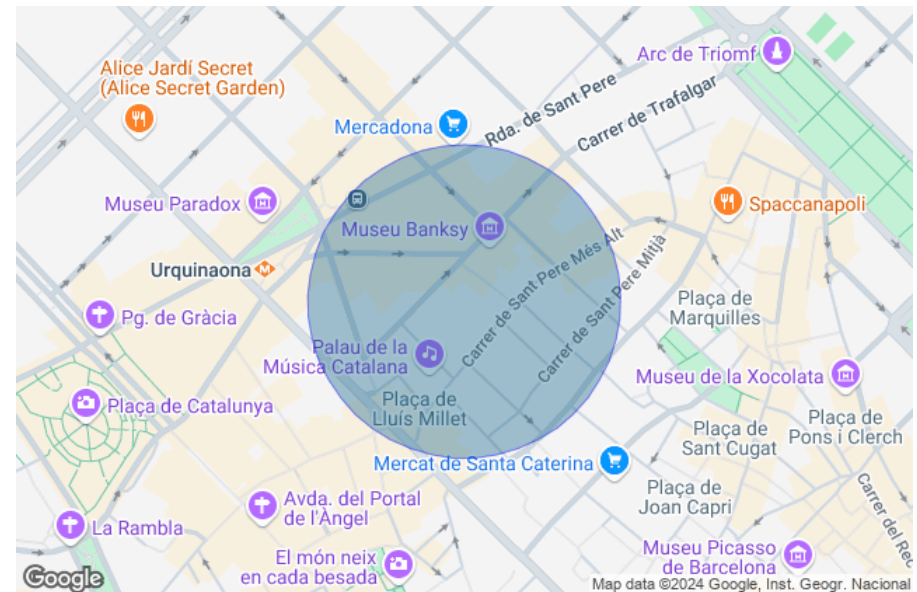 Arc de Triomf
Alice Jardí Secret
(Alice Secret Garden)
Mercadona
Rda. de Sant Pere
Carrer de Trafalgar
Museu Paradox
Spaccanapoli
Museu Banksy
Urquinaona
Carrer de Sant Pere Més Alt
Carrer de Sant Pere Mitjà
Plaça de
Marquilles
Pg. de Gràcia
Palau de la
Música Catalana
Museu de la Xocolata
Plaça de Catalunya
Plaça de
Lluís Millet
Plaça de
Sant Cugat
Plaça de
Pons i Clerch
Mercat de Santa Caterina
Plaça de
Joan Capri
Avda. del Portal
de l'Àngel
La Rambla
Carrer del Rec
El món neix
en cada besada
Museu Picasso
de Barcelona
Google
Map data ©2024 Google, Inst. Geogr. Nacional